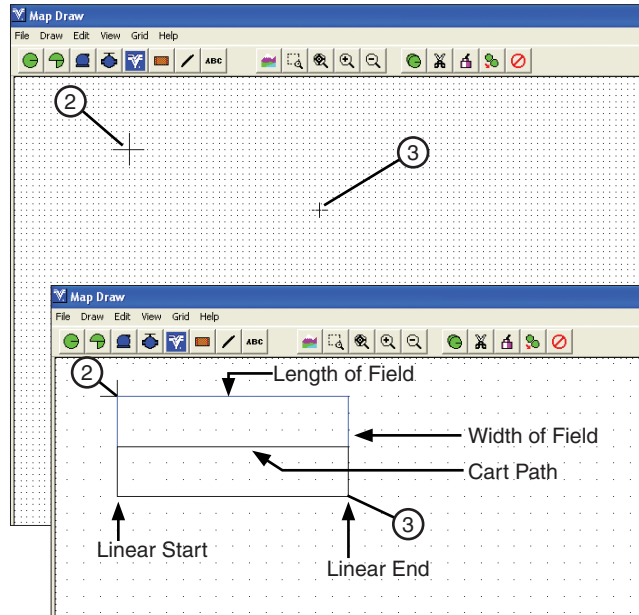 Map Draw
File Draw Edit View Grid Help
ABC
2
3
Map Draw
File Draw Edit View Grid Help
ABC
2
Length of Field
Width of Field
Cart Path
3
Linear Start
Linear End